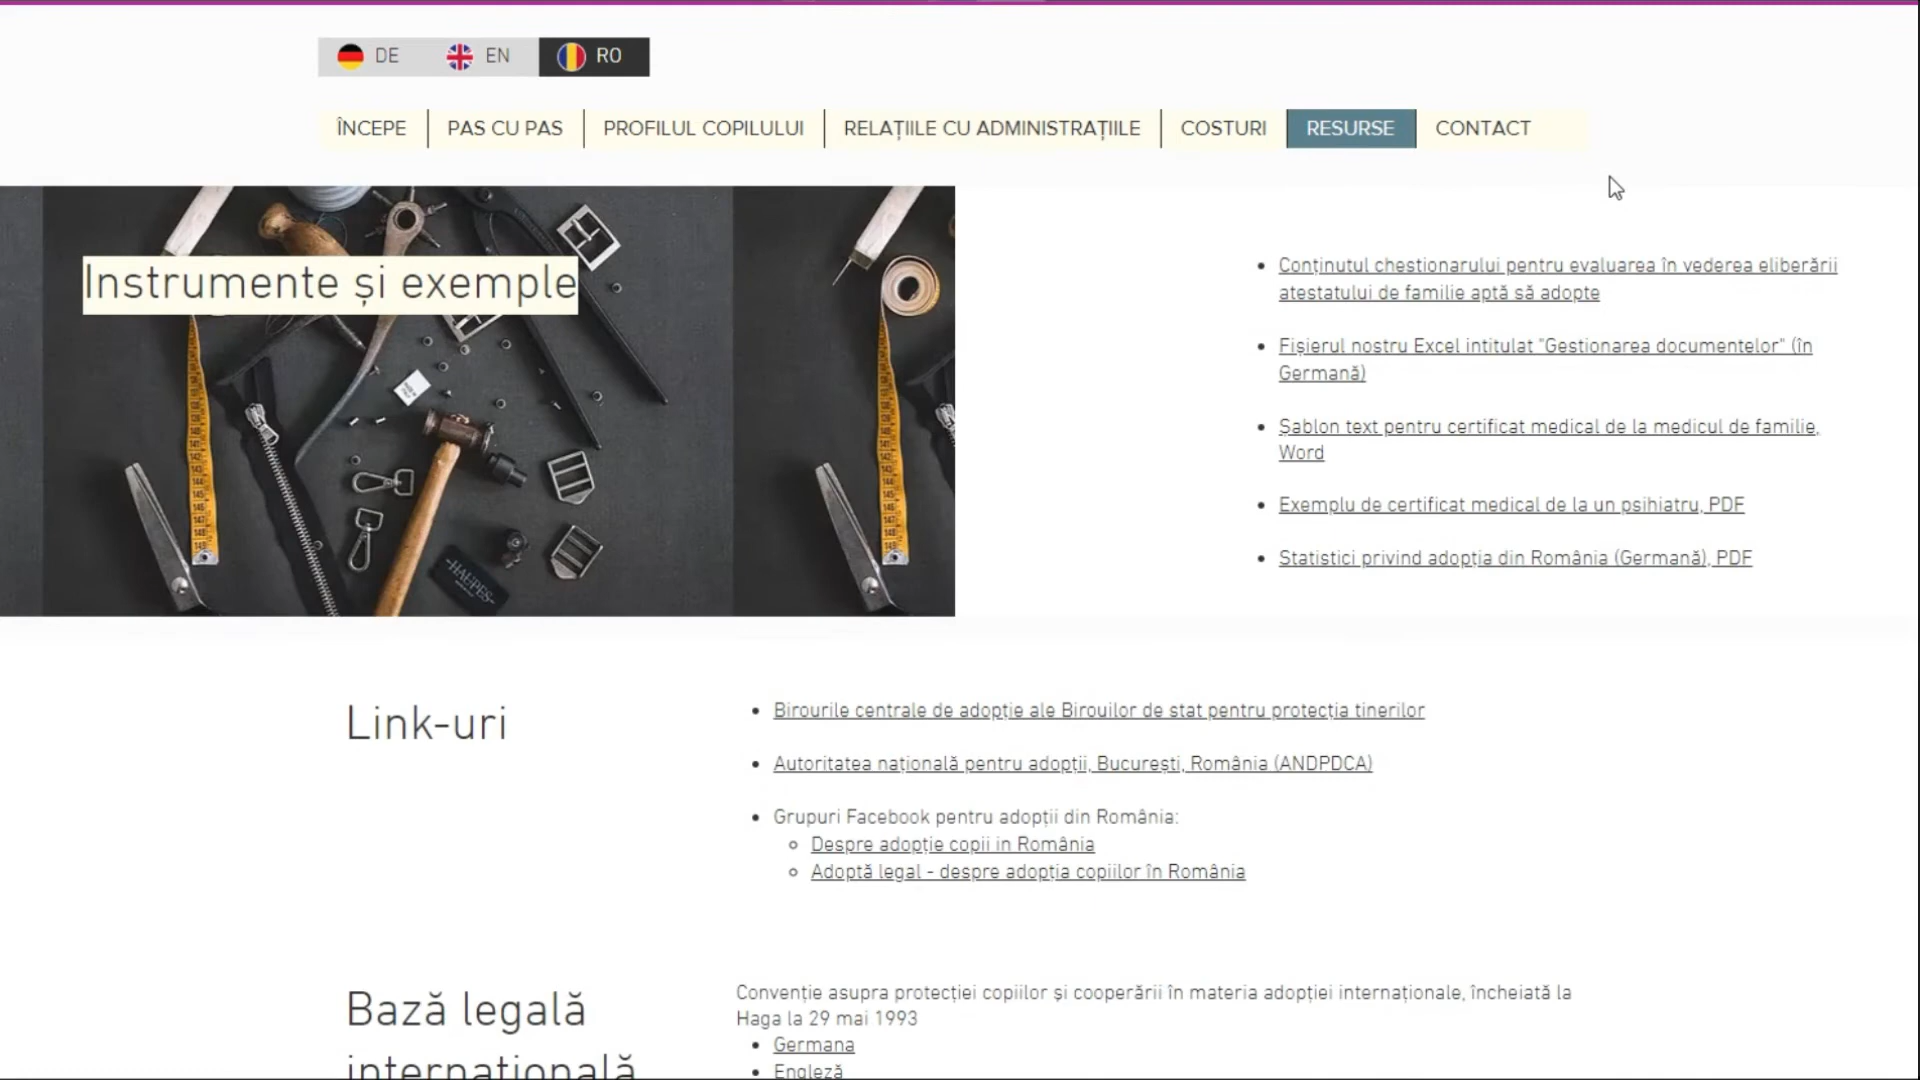 DE
EN
RO
ÎNCEPE
PAS CU PAS
PROFILUL COPILULUI
RELAȚIILE CU ADMINISTRAȚIILE
COSTURI
RESURSE
CONTACT
Instrumente și exemple
Conținutul chestionarului pentru evaluarea în vederea eliberării
atestatului de familie aptă să adopte
Fișierul nostru Excel intitulat "Gestionarea documentelor" (în
Germană)
Șablon text pentru certificat medical de la medicul de familie,
Word
Exemplu de certificat medical de la un psihiatru, PDF
Statistici privind adopția din România (Germană), PDF
HAUPES
Link-uri
Birourile centrale de adopție ale Birouilor de stat pentru protecția tinerilor
Autoritatea națională pentru adopții, București, România (ANDPDCA)
Grupuri Facebook pentru adopții din România:
Despre adopție copii in România
Adoptă legal - despre adopția copiilor în România
Bază legală
internațională
Convenție asupra protecției copiilor și cooperării în materia adopției internaționale, încheiată la
Haga la 29 mai 1993
Germana
Engleză